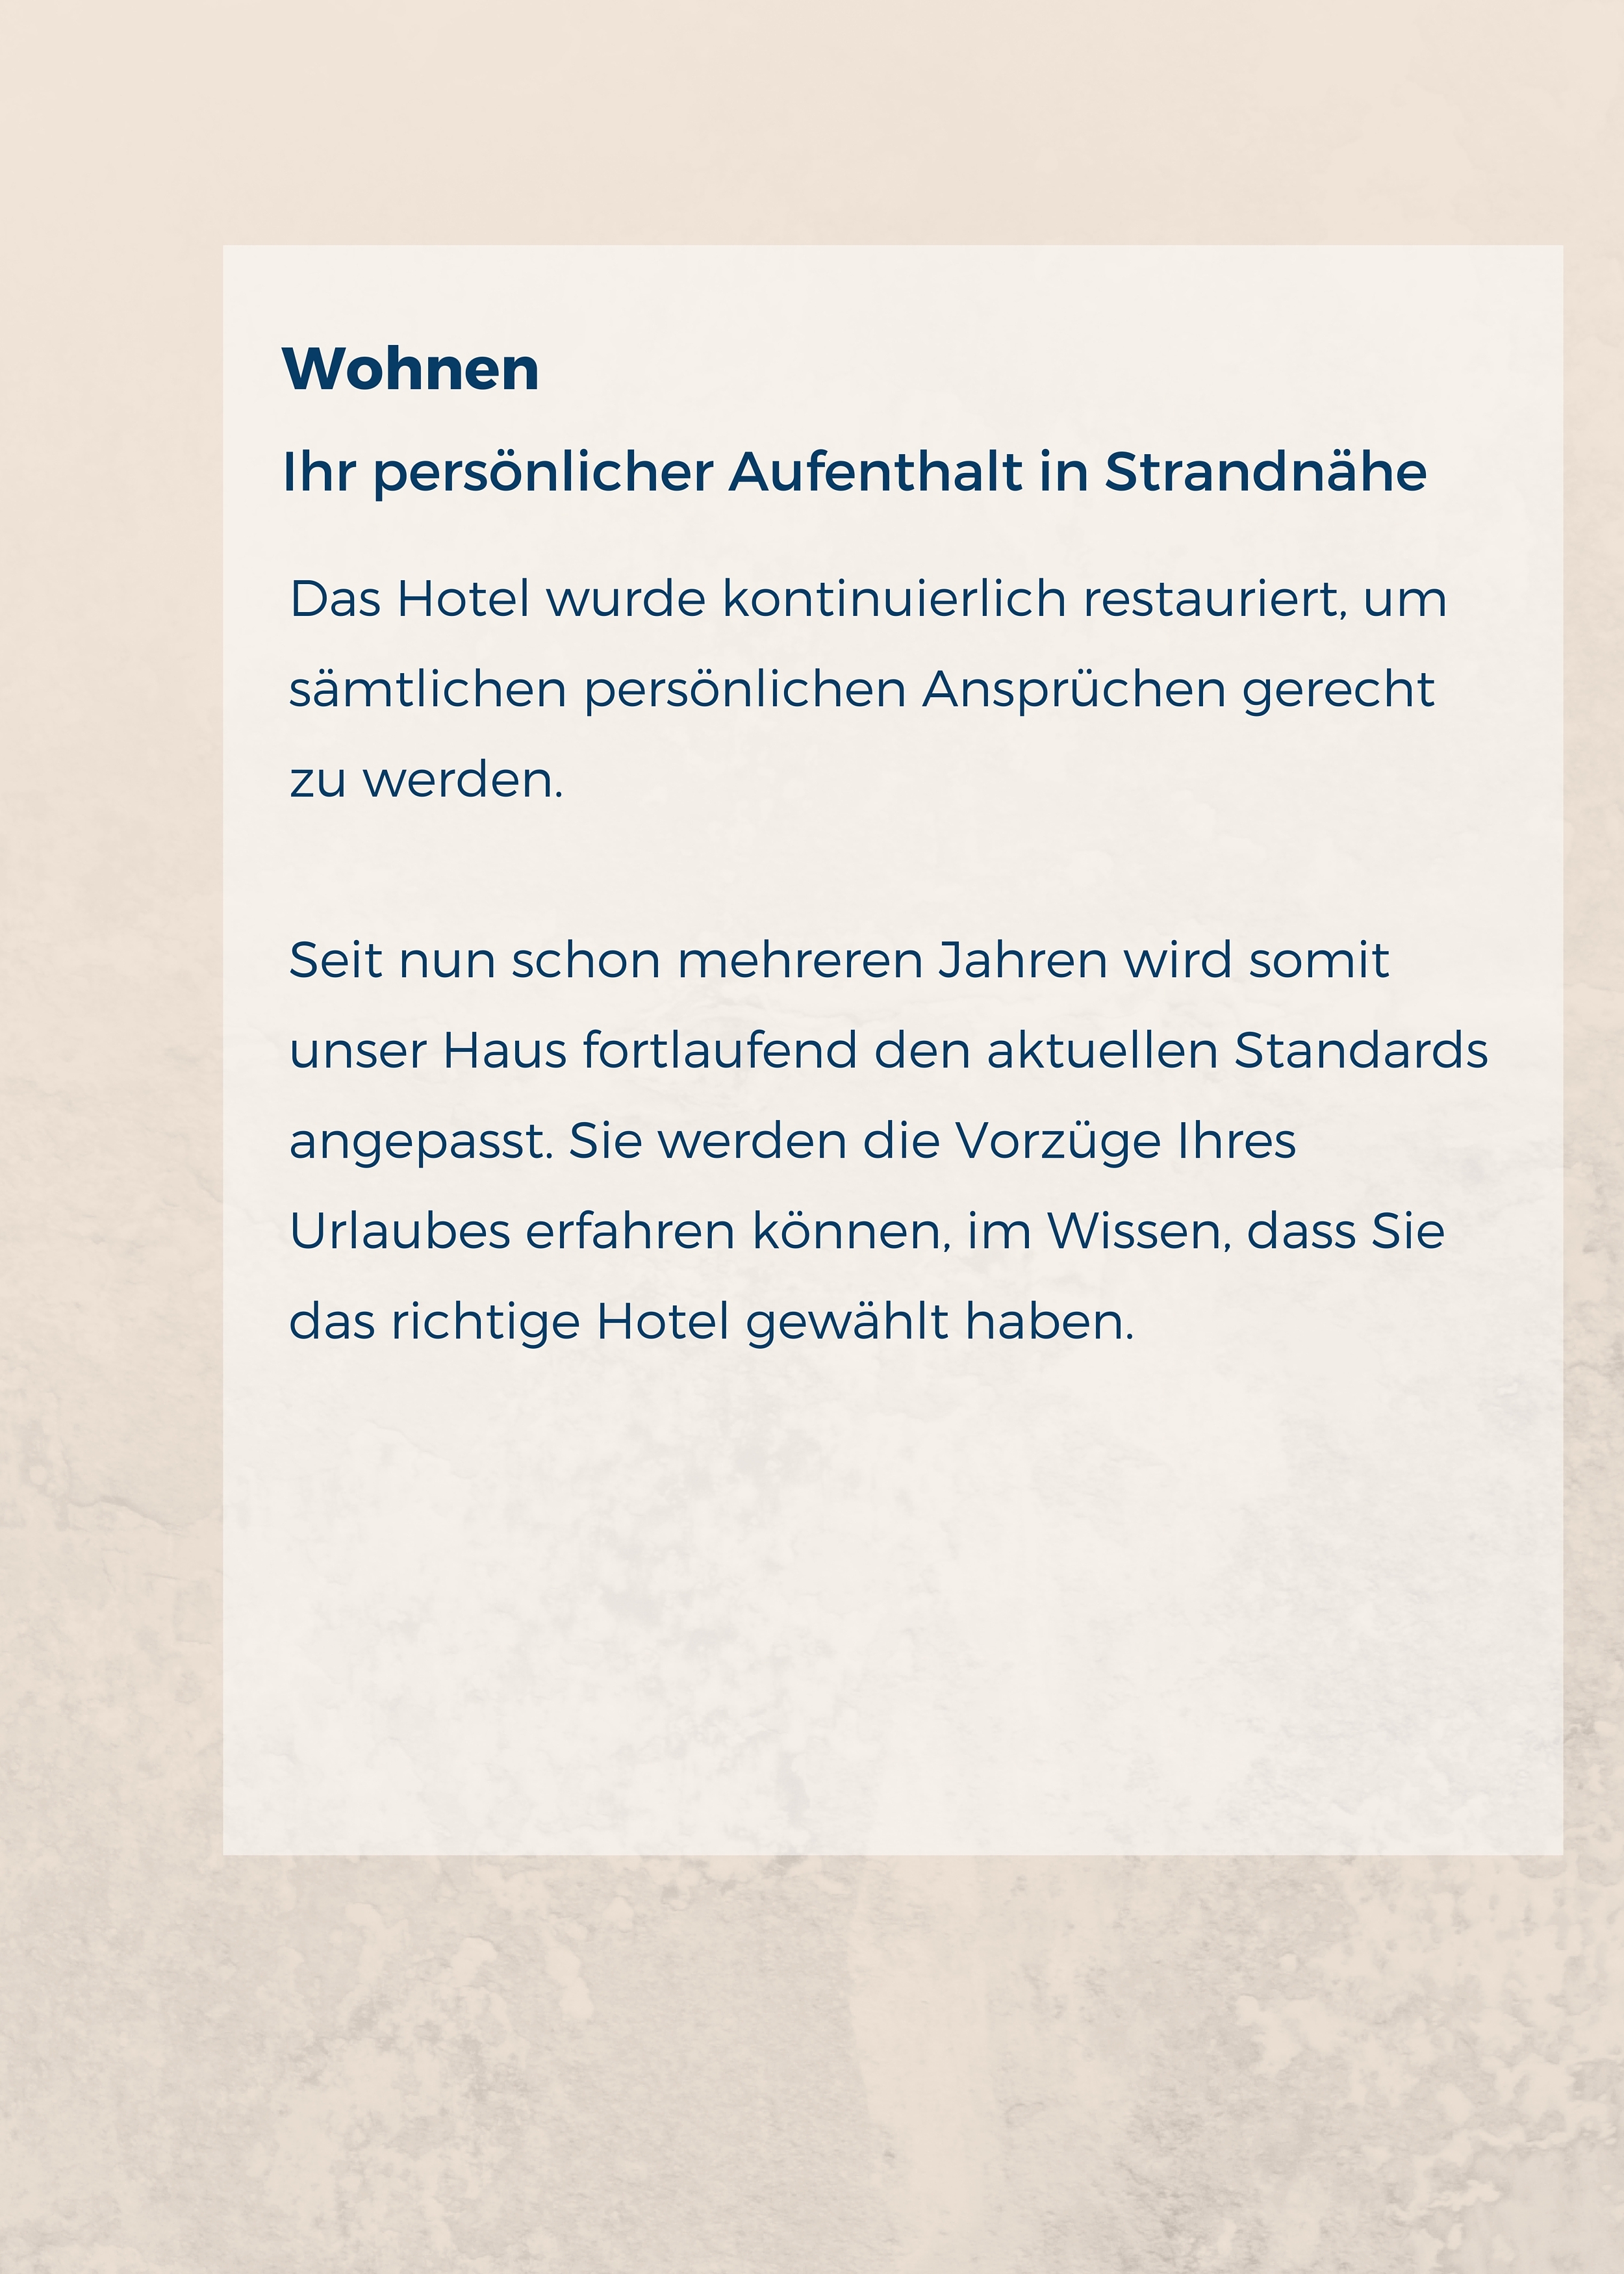 Wohnen
Ihr persönlicher Aufenthalt in Strandnähe
Das Hotel wurde kontinuierlich restauriert, um
sämtlichen persönlichen Ansprüchen gerecht
zu werden.
Seit nun schon mehreren Jahren wird somit
unser Haus fortlaufend den aktuellen Standards
angepasst. Sie werden die Vorzüge Ihres
Urlaubes erfahren können, im Wissen, dass Sie
das richtige Hotel gewählt haben.